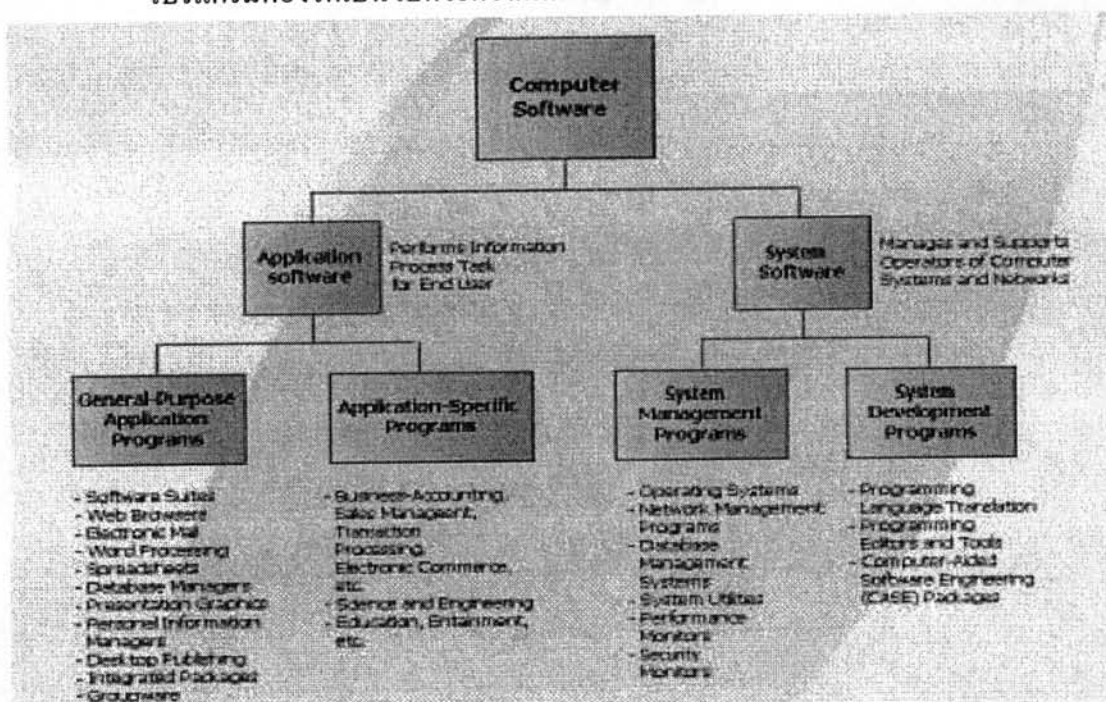 Computer
Software
Application
software
Performs Information
Process Task
for End User
System
Software
Manages and Supports
Operators of Computer
Systems and Networks
General-Purpose
Application
Programs
Application-Specific
Programs
System
Management
Programs
System
Development
Programs
- Software Suites
- Web Browsers
- Electronic Mail
- Word Processing
- Spreadsheets
- Database Managers
- Presentation Graphics
- Personel Information
Managers
- Desktop Publishing
- Integrated Packages
- Groupware
- Business-Accounting,
Sales Managent,
Transaction
Processing,
Electronic Commerce,
etc.
- Science and Engineering
- Education, Entainment,
etc.
- Operating Systems
- Network Management
Programs
- Database
Management
Systems
- System Utilities
- Performance
Monitors
- Security
Monitors
- Programming
Language Translation
- Programming
Editors and Tools
- Computer-Aided
Software Engineering
(CASE) Packages